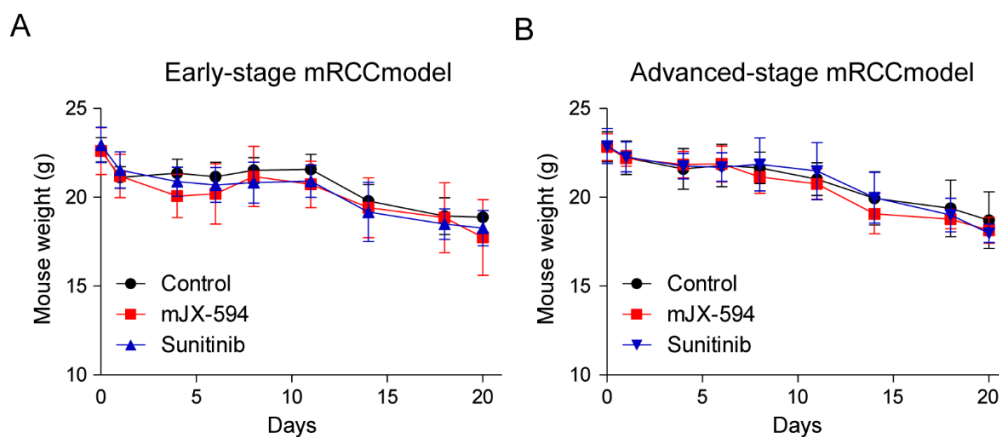 A
Early-stage mRCCmodel
Mouse weight (g)
25
20
15
10
Control
mJX-594
Sunitinib
0 5 10 15 20
Days
B
Advanced-stage mRCCmodel
Mouse weight (g)
25
20
15
10
Control
mJX-594
Sunitinib
0 5 10 15 20
Days